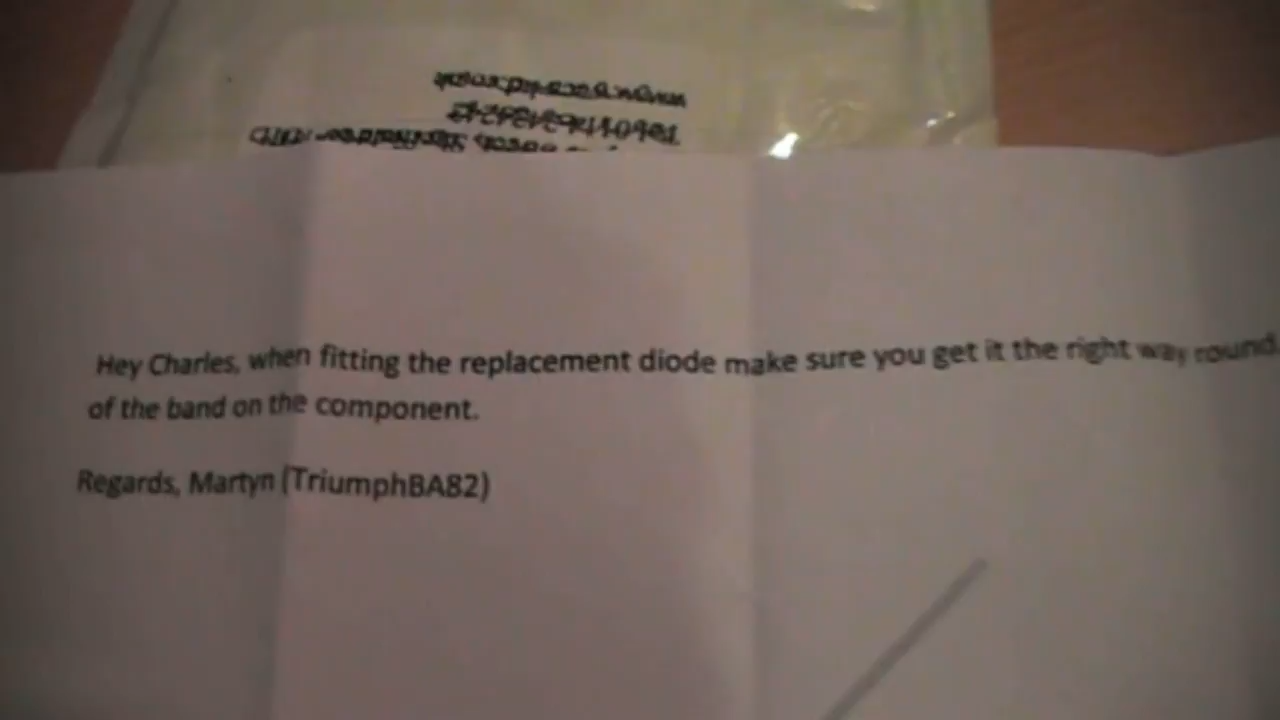 Hey Charles, when fitting the replacement diode make sure you get it the right way round
of the band on the component.
Regards, Martyn (TriumphBA82)